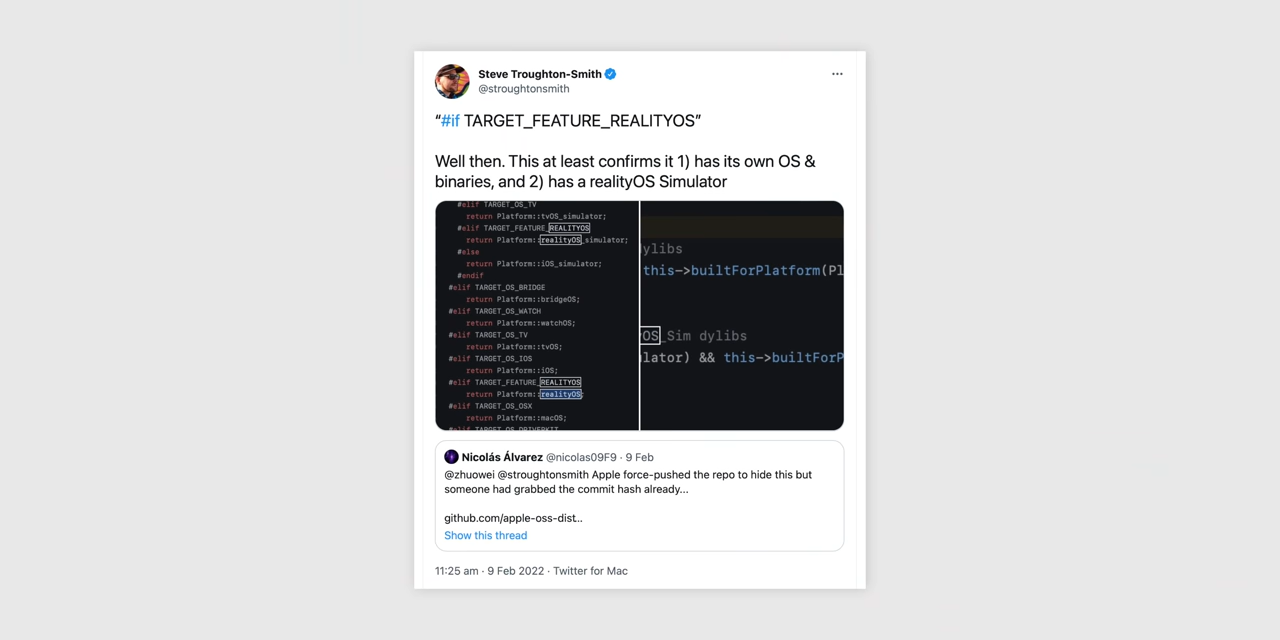 Steve Troughton-Smith
@stroughtonsmith
“#if TARGET_FEATURE_REALITYOS”
Well then. This at least confirms it 1) has its own OS &
binaries, and 2) has a realityOS Simulator
#elif TARGET_OS_TV
return Platform::tvOS_simulator;
#elif TARGET_FEATURE_REALITYOS
return Platform::realityOS_simulator;
#else
return Platform::iOS_simulator;
#endif
#elif TARGET_OS_BRIDGE
return Platform::bridgeOS;
#elif TARGET_OS_WATCH
return Platform::watchOS;
#elif TARGET_OS_TV
return Platform::tvOS;
#elif TARGET_OS_IOS
return Platform::iOS;
#elif TARGET_FEATURE_REALITYOS
return Platform::realityOS;
#elif TARGET_OS_OSX
return Platform::macOS;
#elif TARGET_OS_DRIVERKIT
ylibs
this->builtForPlatform(Pl
OS_Sim dylibs
lator) && this->builtForP
Nicolás Álvarez @nicolas09F9 · 9 Feb
@zhuowei @stroughtonsmith Apple force-pushed the repo to hide this but
someone had grabbed the commit hash already...
github.com/apple-oss-dist...
Show this thread
11:25 am · 9 Feb 2022 · Twitter for Mac